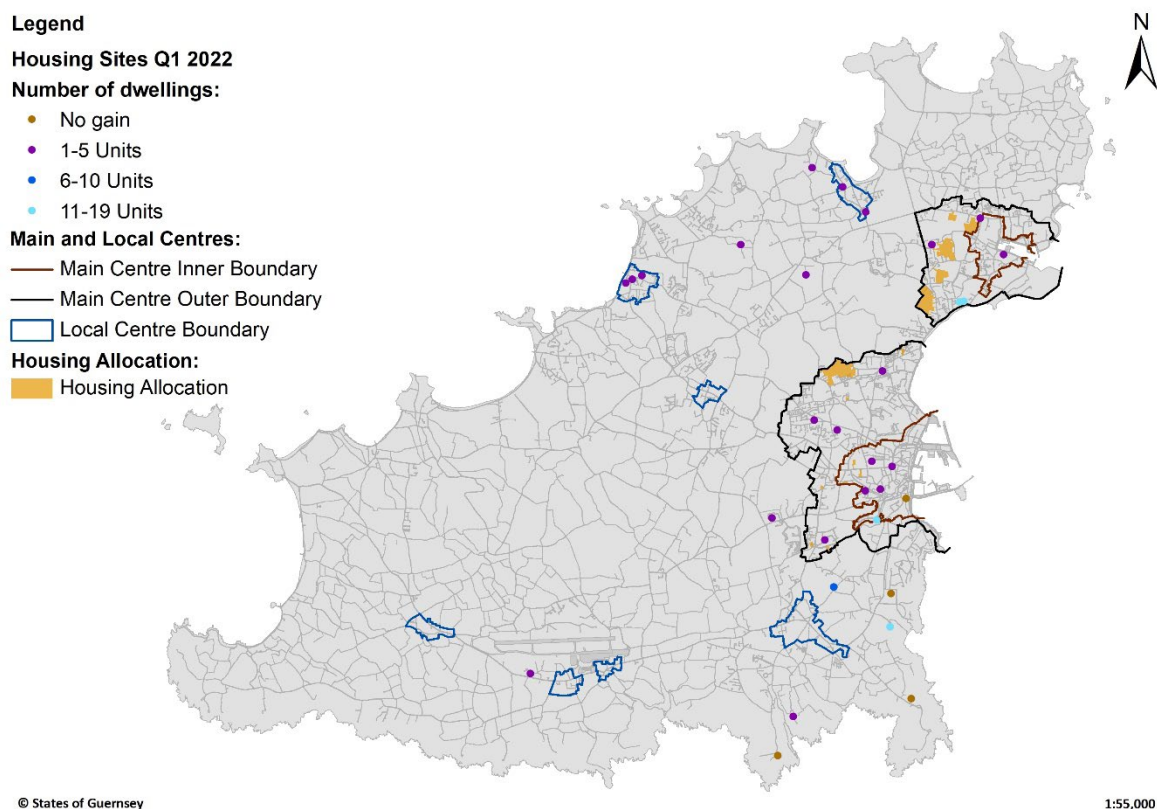 Legend
Housing Sites Q1 2022
Number of dwellings:
No gain
1-5 Units
6-10 Units
11-19 Units
Main and Local Centres:
Main Centre Inner Boundary
Main Centre Outer Boundary
Local Centre Boundary
Housing Allocation:
Housing Allocation
N
© States of Guernsey
1:55,000